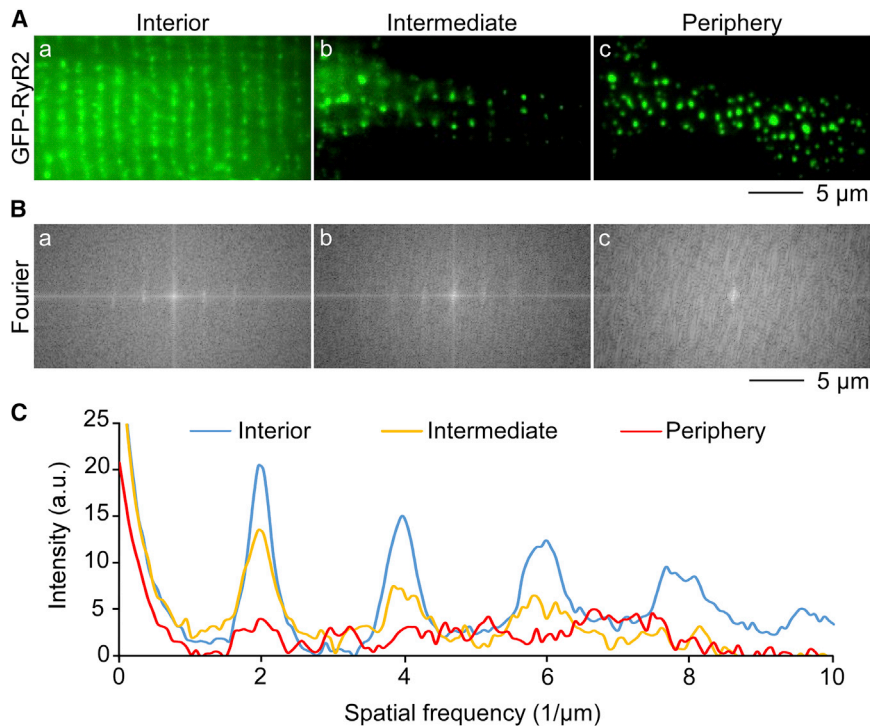 A Interior Intermediate Periphery
GFP-RyR2
a b c
5 μm
B
Fourier
a b c
5 μm
C
25
20
15
10
5
0
Intensity (a.u.)
Interior Intermediate Periphery
0 2 4 6 8 10
Spatial frequency (1/μm)